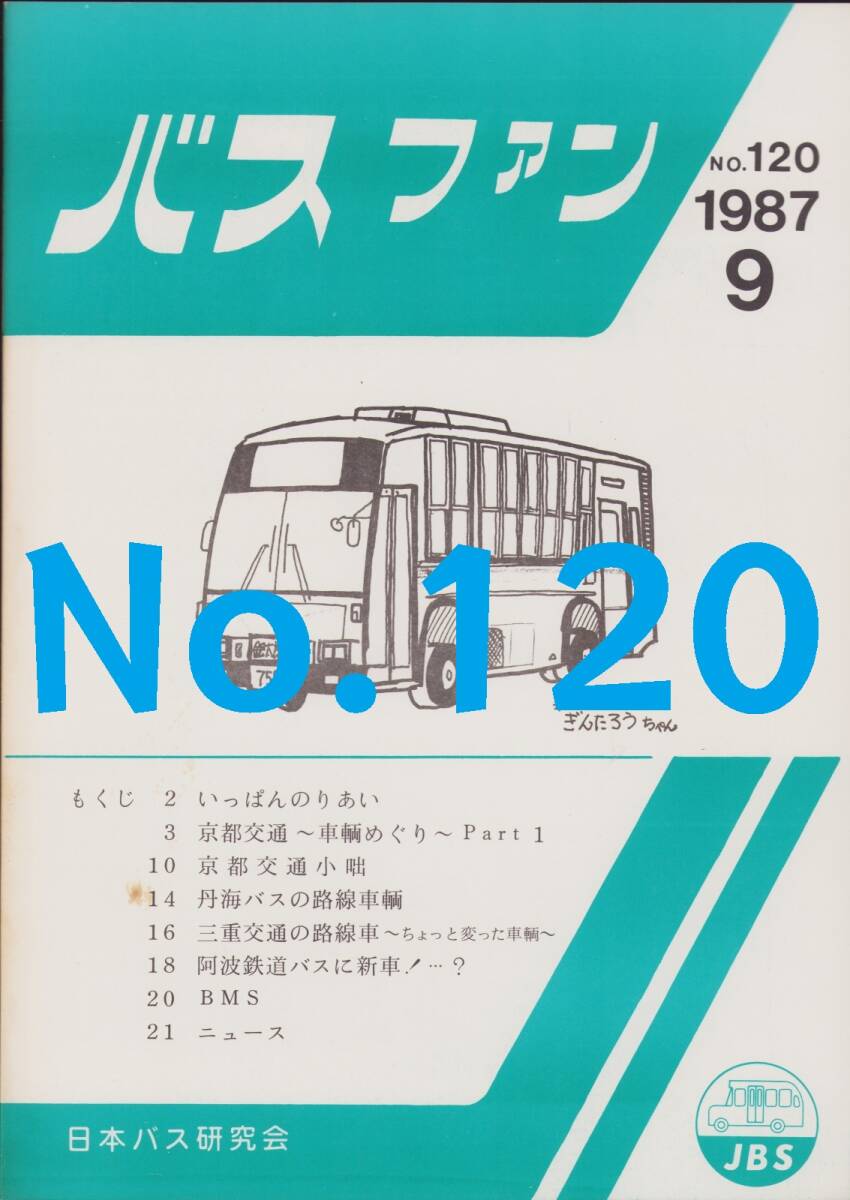 バスファン
No.120
1987
9
No.120
ぎんたろうちゃん
もくじ 2 いっぱんのりあい
3 京都交通～車輌めぐり～Part 1
10 京都交通小咄
14 丹海バスの路線車輌
16 三重交通の路線車～ちょっと変った車輌～
18 阿波鉄道バスに新車！…？
20 BMS
21 ニュース
日本バス研究会
JBS